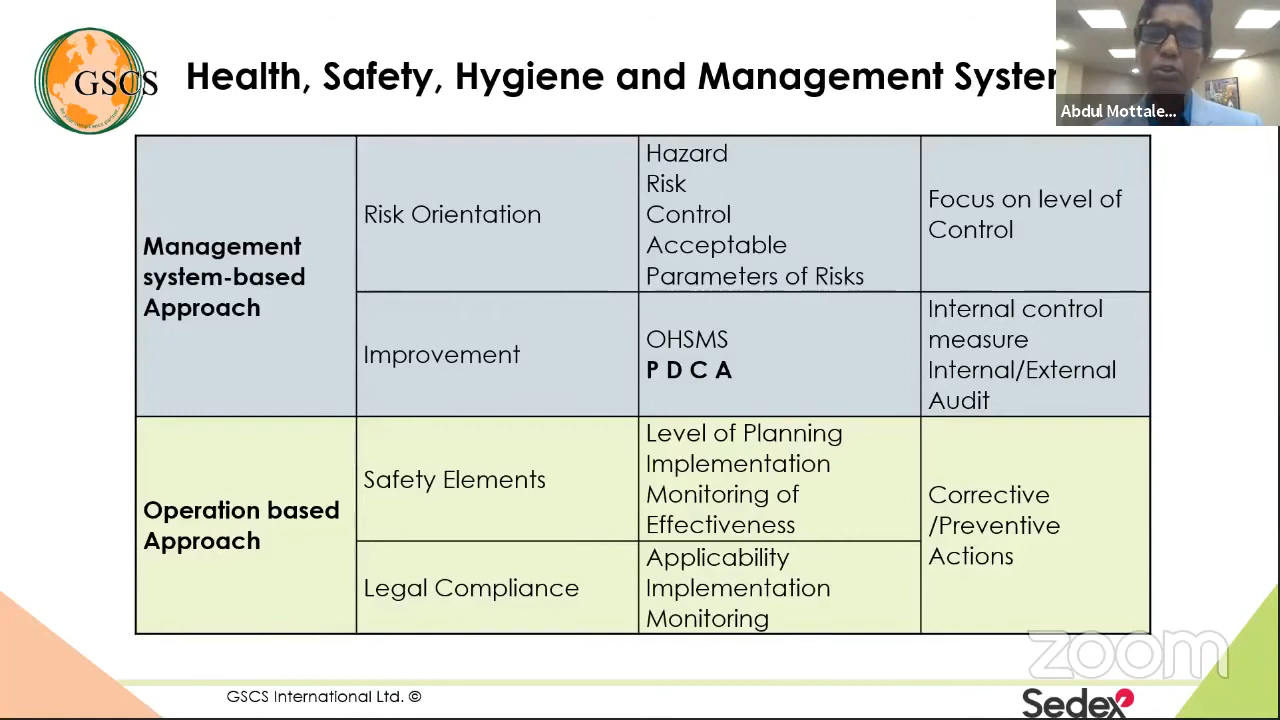 GSCS
Health, Safety, Hygiene and Management System
Abdul Mottale...
Management
system-based
Approach
Risk Orientation
Hazard
Risk
Control
Acceptable
Parameters of Risks
Focus on level of
Control
Improvement
OHSMS
P D C A
Internal control
measure
Internal/External
Audit
Operation based
Approach
Safety Elements
Level of Planning
Implementation
Monitoring of
Effectiveness
Corrective
/Preventive
Actions
Legal Compliance
Applicability
Implementation
Monitoring
zoom
GSCS International Ltd. ©
Sedex